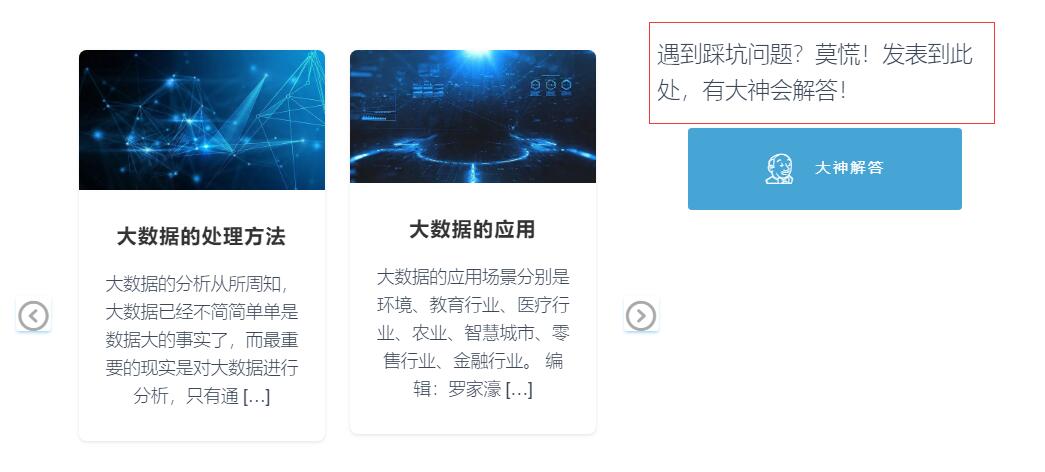 大数据的处理方法
大数据的分析从所周知，
大数据已经不简简单单是
数据大的事实了，而最重
要的现实是对大数据进行
分析，只有通 […]
大数据的应用
大数据的应用场景分别是
环境、教育行业、医疗行
业、农业、智慧城市、零
售行业、金融行业。 编
辑：罗家濠 […]
遇到踩坑问题？莫慌！发表到此
处，有大神会解答！
大神解答